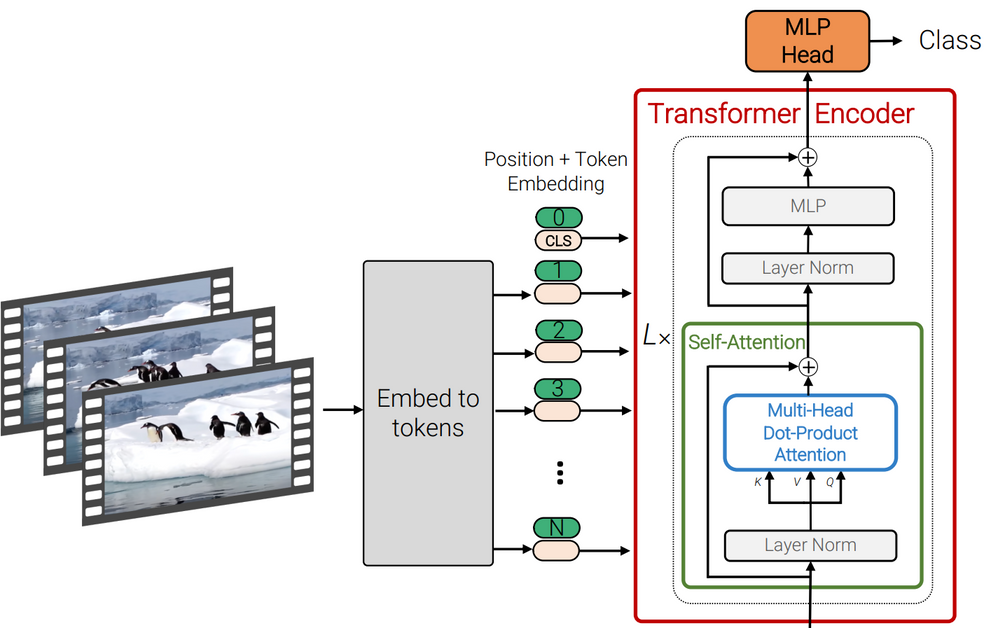 MLP
Head
Class
Transformer Encoder
Position + Token
Embedding
0
CLS
1
2
3
N
Embed to
tokens
L×
MLP
Layer Norm
Self-Attention
Multi-Head
Dot-Product
Attention
K V Q
Layer Norm